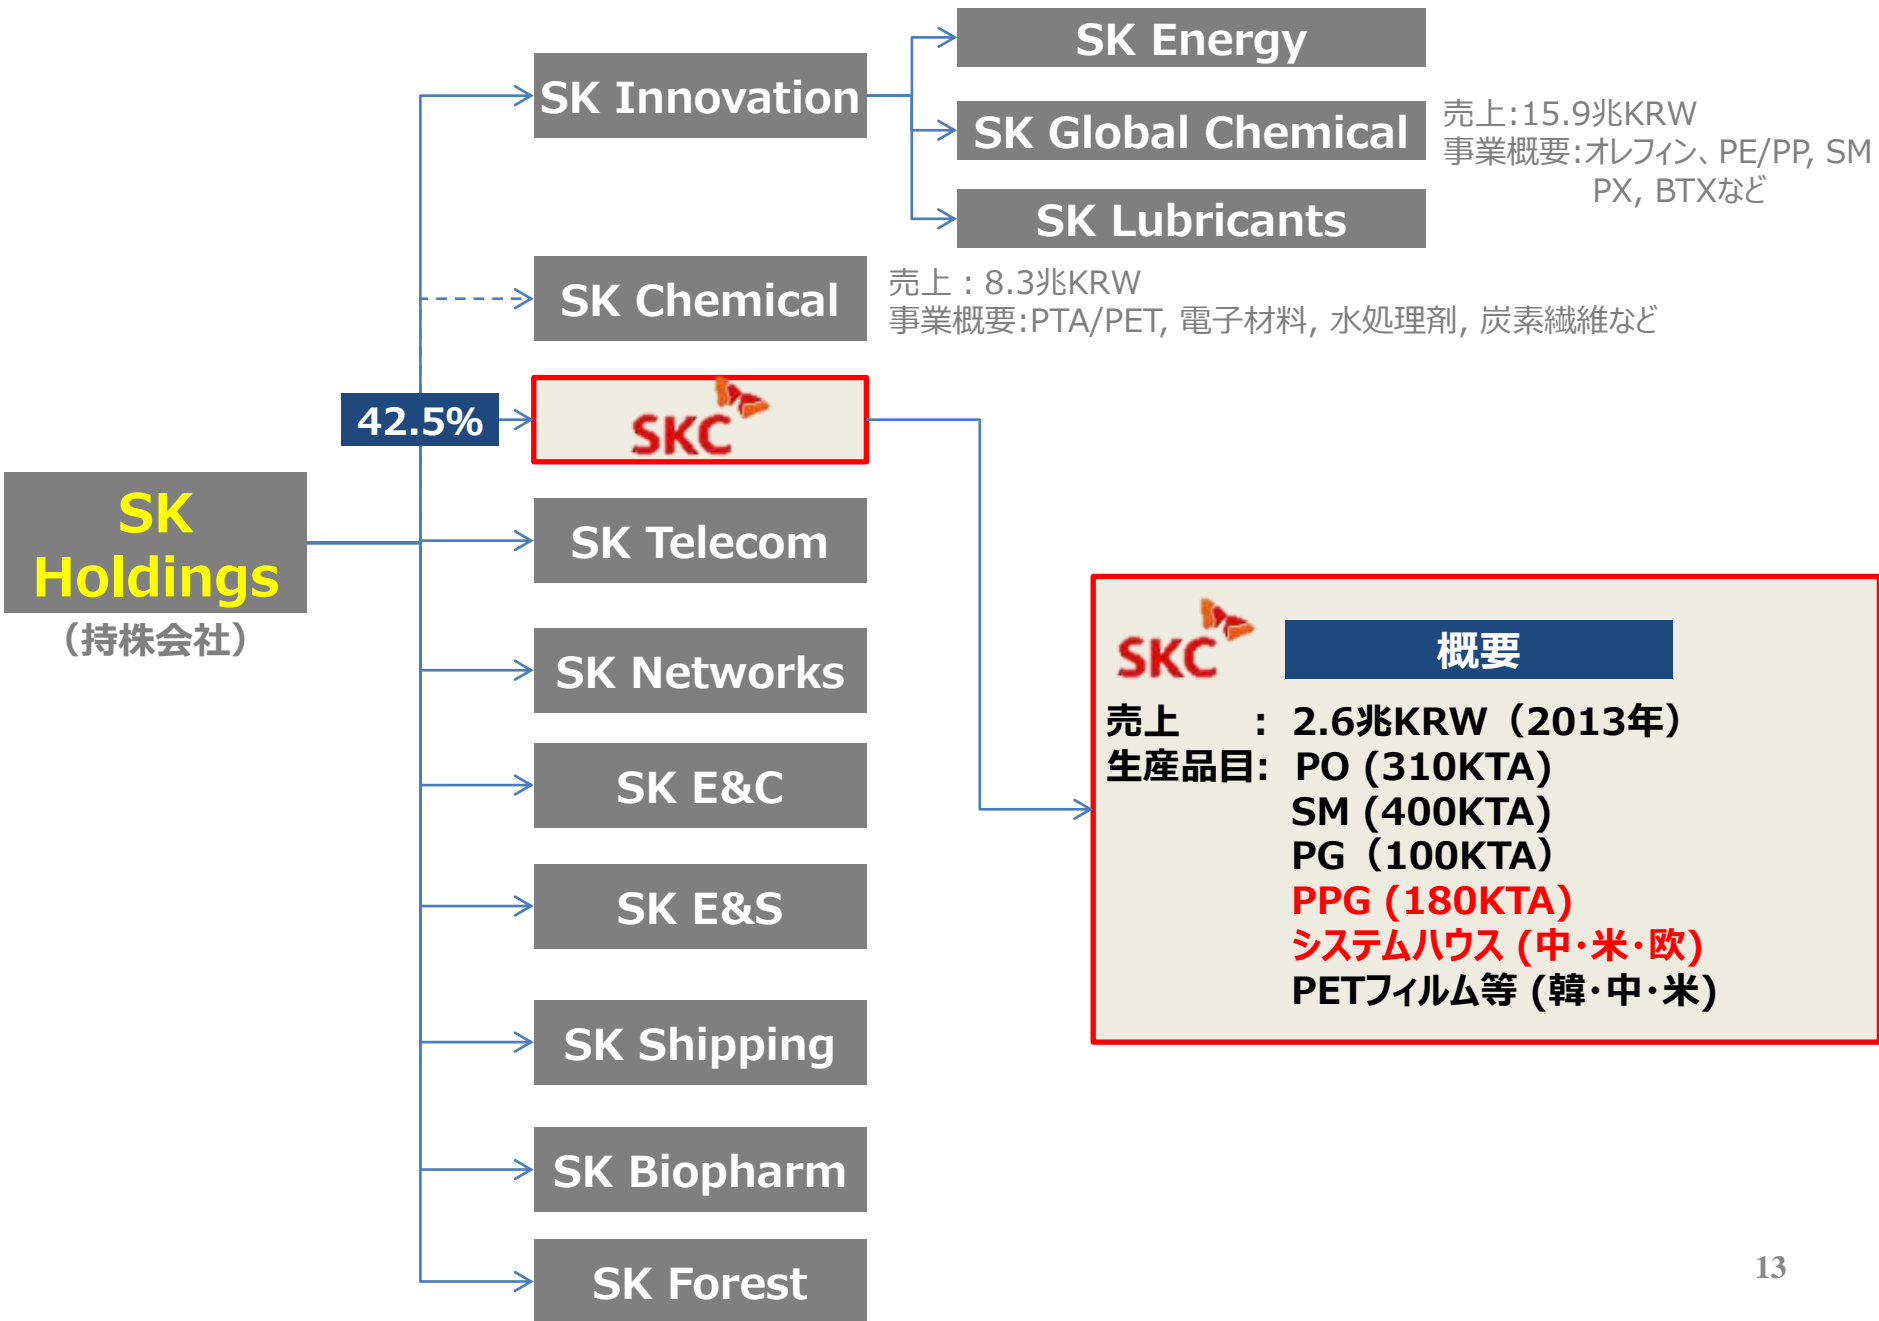 SK Energy
SK Innovation
SK Global Chemical
売上:15.9兆KRW
事業概要:オレフィン、PE/PP, SM
PX, BTXなど
SK Lubricants
SK Chemical
売上：8.3兆KRW
事業概要:PTA/PET, 電子材料, 水処理剤, 炭素繊維など
42.5%
SKC
SK
Holdings
（持株会社）
SK Telecom
SK Networks
SK E&C
SK E&S
SK Shipping
SK Biopharm
SK Forest
SKC
概要
売上　　: 2.6兆KRW（2013年）
生産品目: PO (310KTA)
SM (400KTA)
PG（100KTA）
PPG (180KTA)
システムハウス (中・米・欧)
PETフィルム等 (韓・中・米)
13